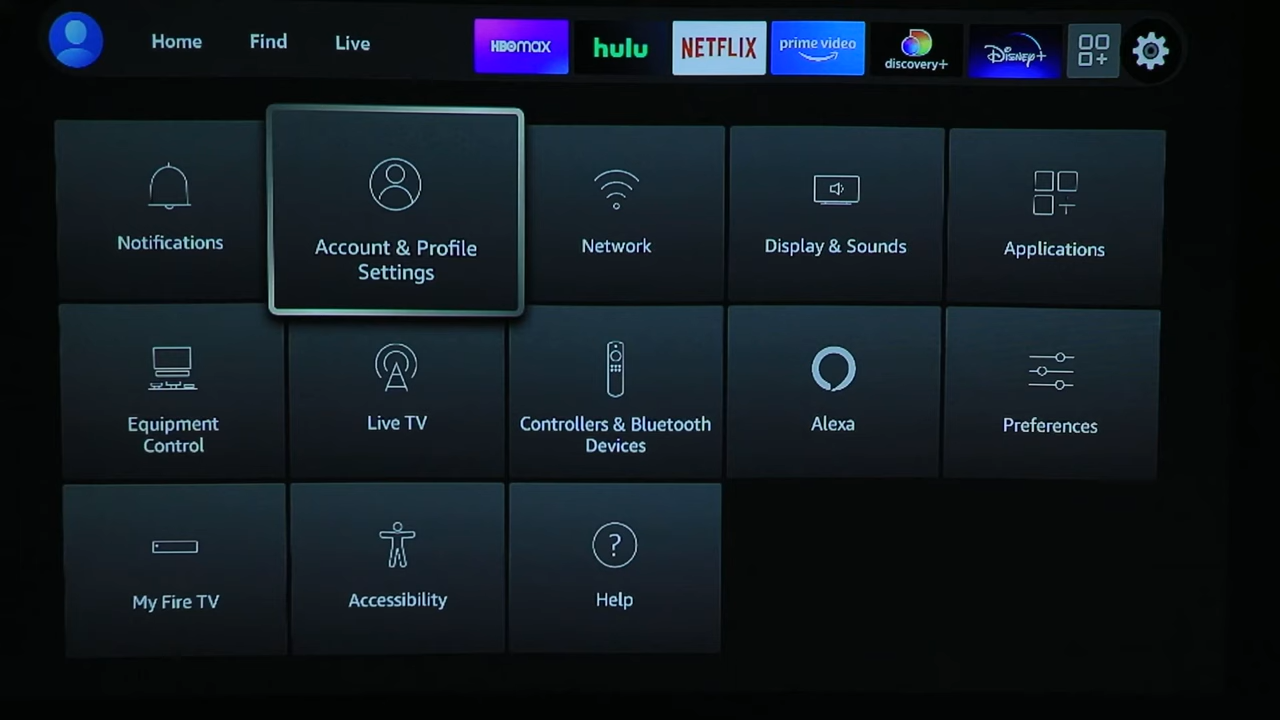 Home
Find
Live
HBOMAX
hulu
NETFLIX
prime video
discovery+
Disney+
Notifications
Account & Profile
Settings
Network
Display & Sounds
Applications
Equipment
Control
Live TV
Controllers & Bluetooth
Devices
Alexa
Preferences
My Fire TV
Accessibility
?
Help